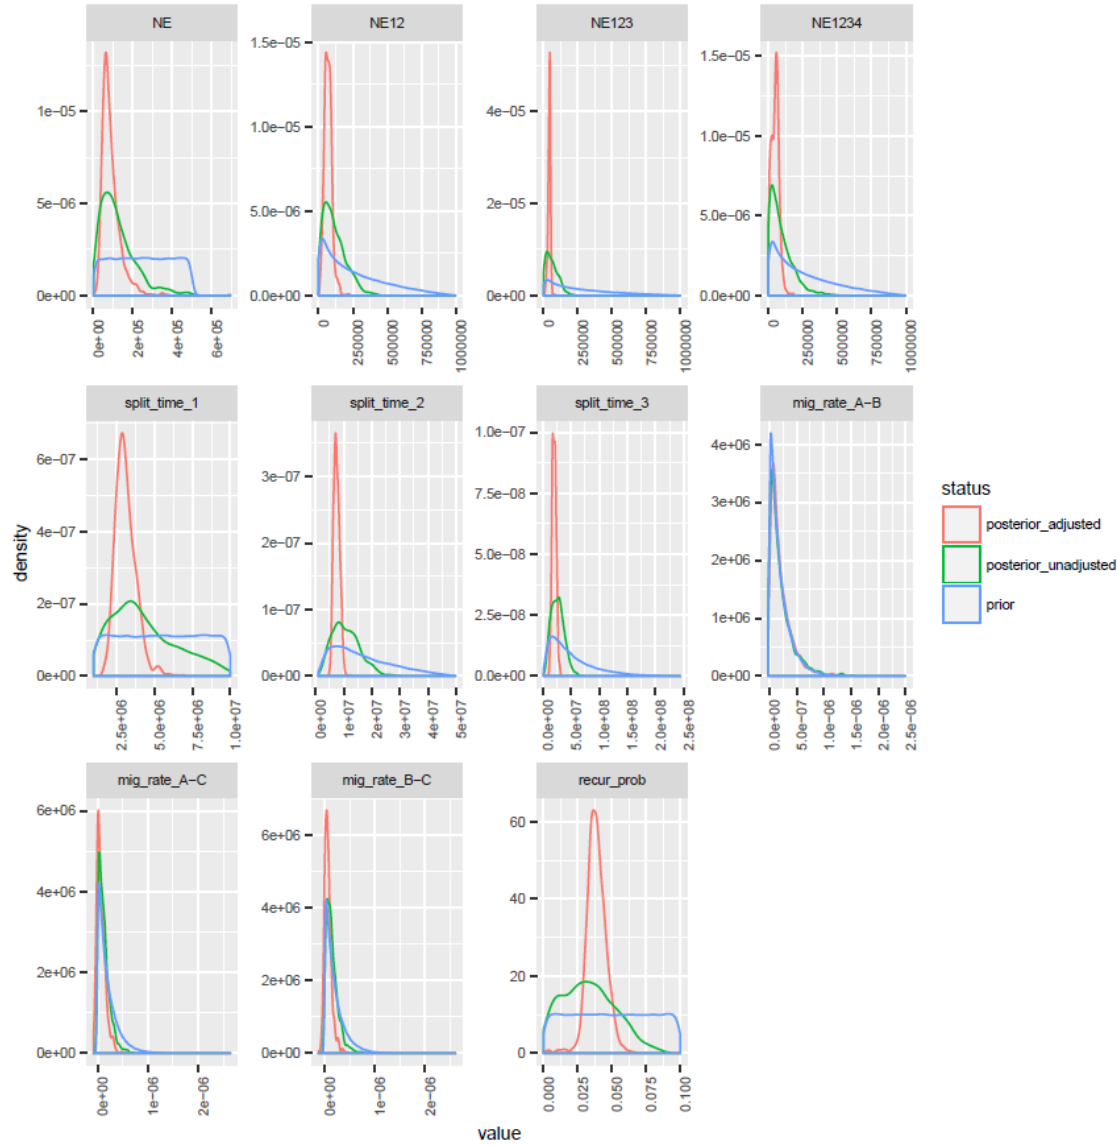 NE NE12 NE123 NE1234
1e-05 5e-06 0e+00
1.5e-05 1.0e-05 5.0e-06 0.0e+00
4e-05 2e-05 0e+00
1.5e-05 1.0e-05 5.0e-06 0.0e+00
0e+00 2e+05 4e+05 6e+05
0 250000 500000 750000 1000000
0 250000 500000 750000 1000000
0 250000 500000 750000 1000000
split_time_1 split_time_2 split_time_3 mig_rate_A−B
6e-07 4e-07 2e-07 0e+00
3e-07 2e-07 1e-07 0e+00
1.0e-07 7.5e-08 5.0e-08 2.5e-08 0.0e+00
4e+06 3e+06 2e+06 1e+06 0e+00
2.5e+06 5.0e+06 7.5e+06 1.0e+07
0e+00 1e+07 2e+07 3e+07 4e+07 5e+07
0.0e+00 5.0e+07 1.0e+08 1.5e+08 2.0e+08 2.5e+08
0.0e+00 5.0e-07 1.0e-06 1.5e-06 2.0e-06 2.5e-06
mig_rate_A−C mig_rate_B−C recur_prob
6e+06 4e+06 2e+06 0e+00
6e+06 4e+06 2e+06 0e+00
60 40 20 0
0e+00 1e-06 2e-06
0e+00 1e-06 2e-06
0.000 0.025 0.050 0.075 0.100
density
value
status
posterior_adjusted
posterior_unadjusted
prior